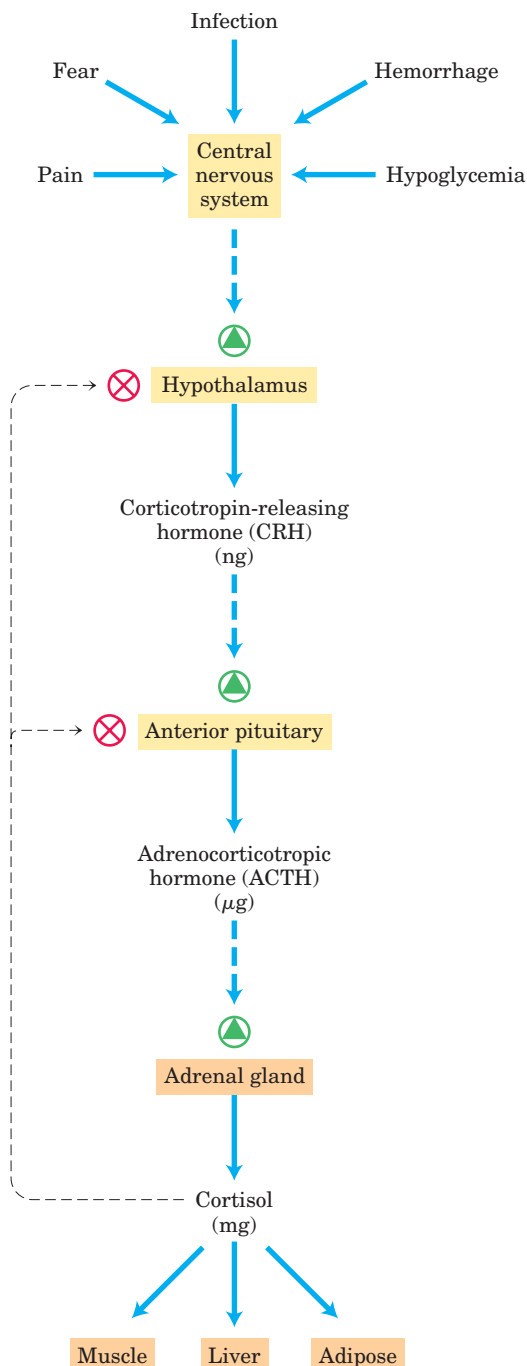 Infection
Fear
Hemorrhage
Pain
Central
nervous
system
Hypoglycemia
Hypothalamus
Corticotropin-releasing
hormone (CRH)
(ng)
Anterior pituitary
Adrenocorticotropic
hormone (ACTH)
(μg)
Adrenal gland
Cortisol
(mg)
Muscle
Liver
Adipose